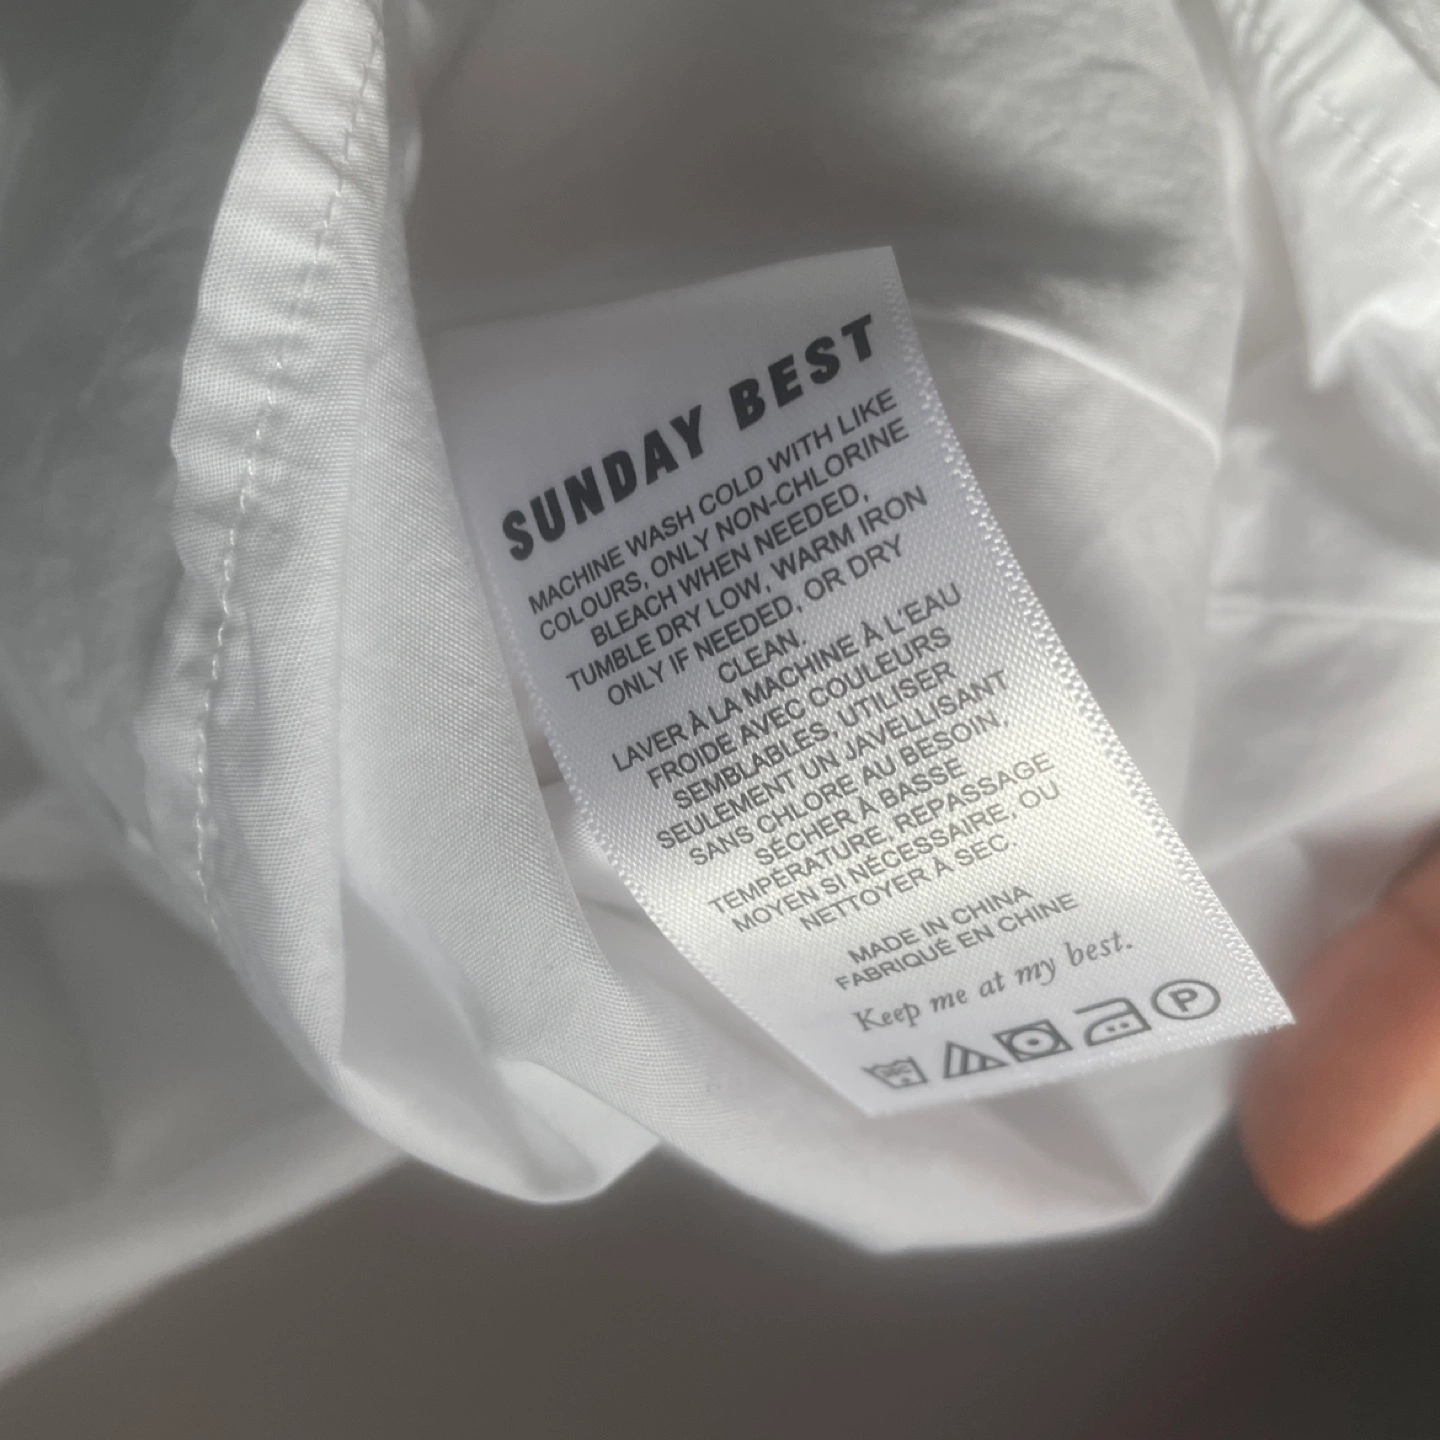 SUNDAY BEST
MACHINE WASH COLD WITH LIKE
COLOURS, ONLY NON-CHLORINE
BLEACH WHEN NEEDED,
TUMBLE DRY LOW, WARM IRON
ONLY IF NEEDED, OR DRY
CLEAN.
LAVER À LA MACHINE À L'EAU
FROIDE AVEC COULEURS
SEMBLABLES, UTILISER
SEULEMENT UN JAVELLISANT
SANS CHLORE AU BESOIN,
SÉCHER À BASSE
TEMPÉRATURE, REPASSAGE
MOYEN SI NÉCESSAIRE, OU
NETTOYER À SEC.
MADE IN CHINA
FABRIQUÉ EN CHINE
Keep me at my best.
P